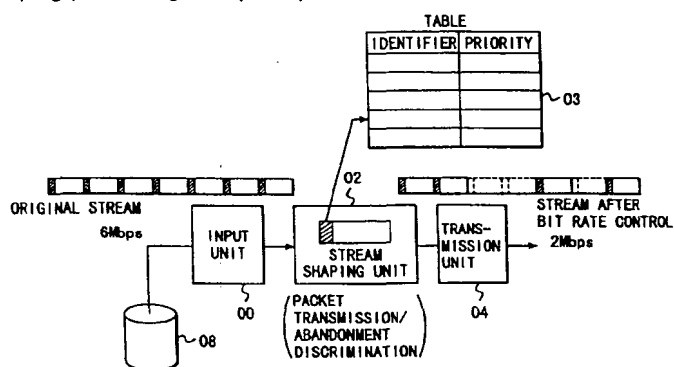 TABLE
IDENTIFIER PRIORITY
03
02
ORIGINAL STREAM
6Mbps
INPUT
UNIT
STREAM
SHAPING UNIT
TRANS-
MISSION
UNIT
STREAM AFTER
BIT RATE CONTROL
2Mbps
00
(PACKET
TRANSMISSION/
ABANDONMENT
DISCRIMINATION)
04
08